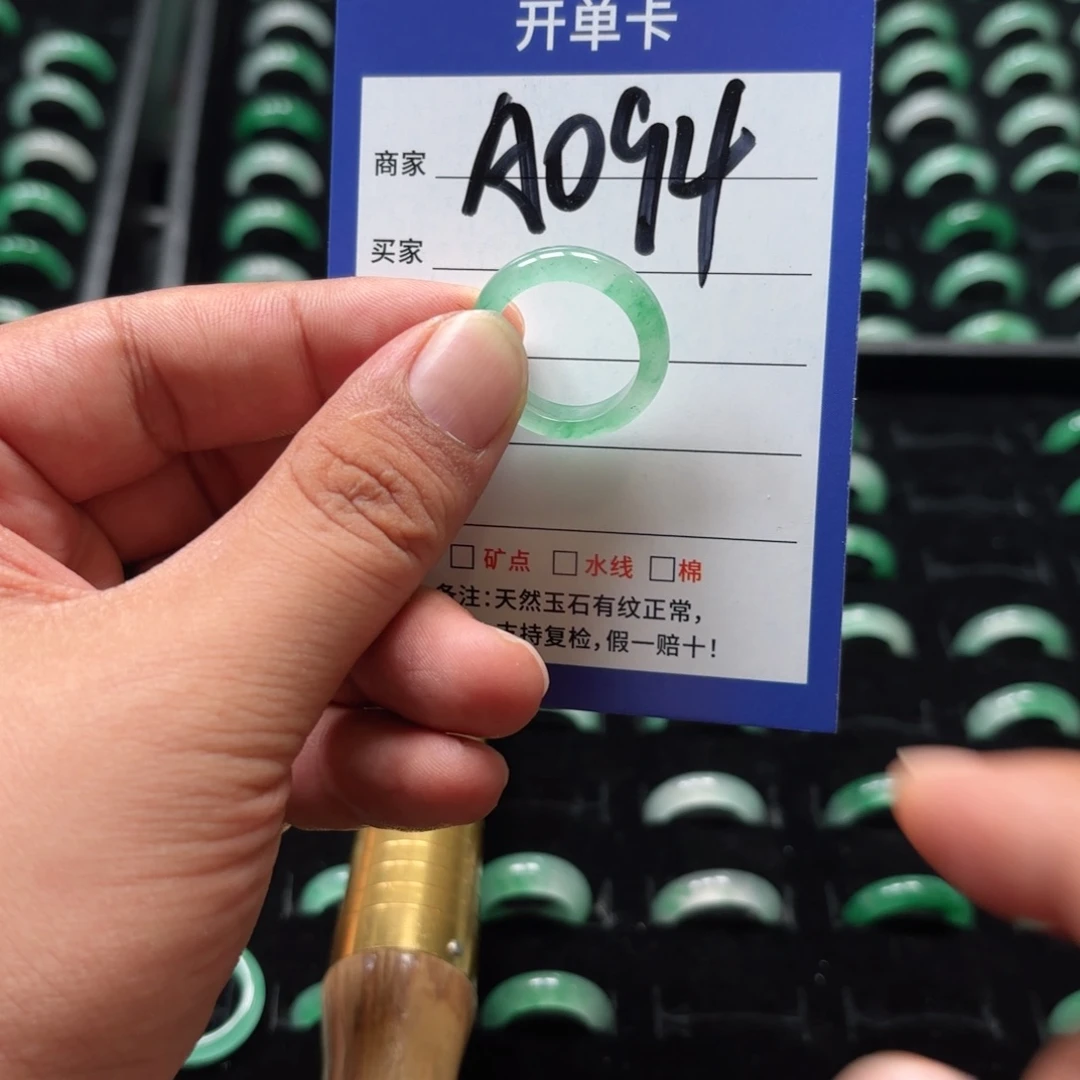 开单卡
商家 A094
买家
□ 矿点 □ 水线 □ 棉
备注：天然玉石有纹正常，
支持复检，假一赔十！